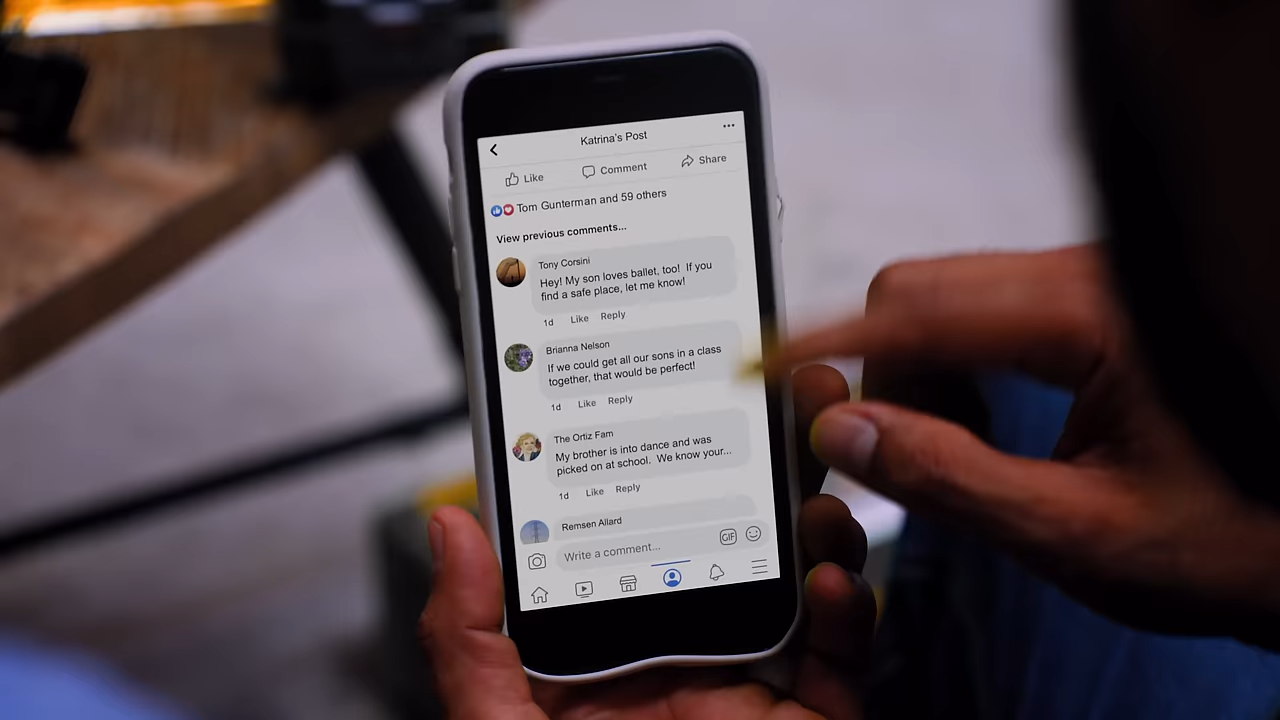 Katrina's Post
Like Comment Share
Tom Gunterman and 59 others
View previous comments...
Tony Corsini
Hey! My son loves ballet, too! If you
find a safe place, let me know!
1d Like Reply
Brianna Nelson
If we could get all our sons in a class
together, that would be perfect!
1d Like Reply
The Ortiz Fam
My brother is into dance and was
picked on at school. We know your...
1d Like Reply
Remsen Allard
Write a comment...
GIF